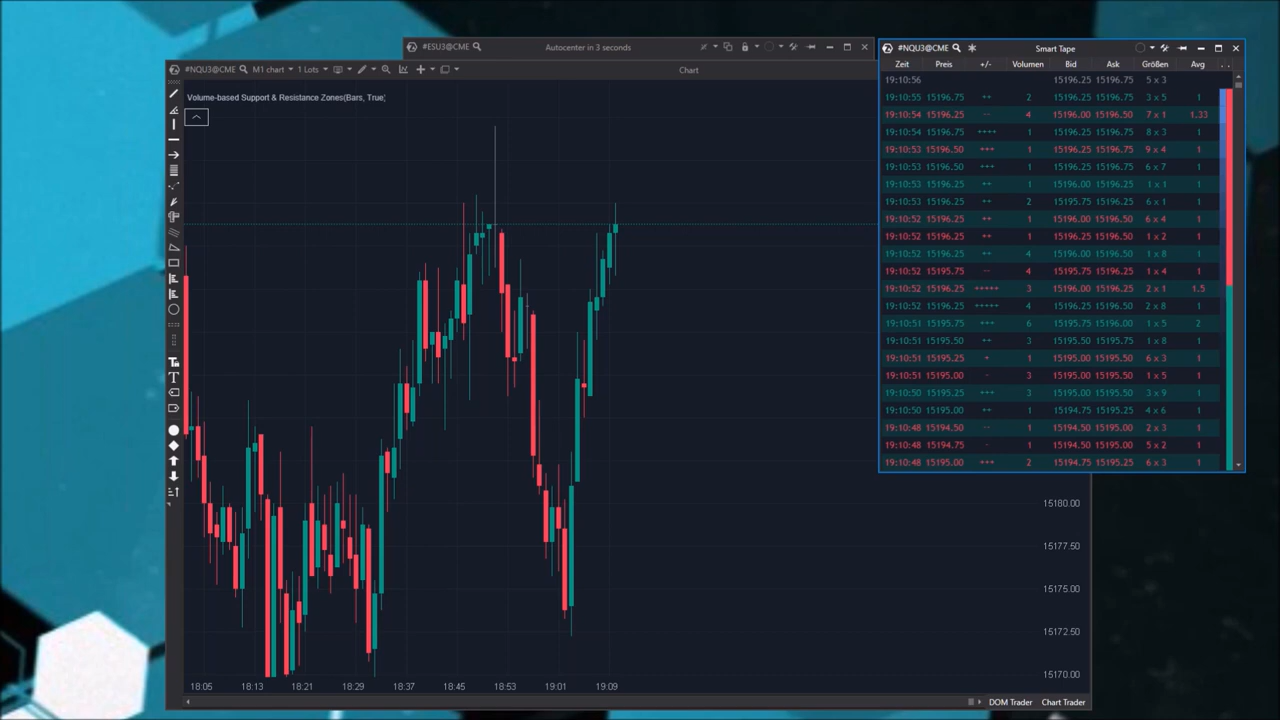 #ESU3@CME Autocenter in 3 seconds
#NQU3@CME Smart Tape
#NQU3@CME M1 chart 1 Lots Chart
Volume-based Support & Resistance Zones(Bars, True)
Zeit Preis +/- Volumen Bid Ask Größen Avg ..
19:10:56 15196.25 15196.75 5 x 3
19:10:55 15196.75 ++ 2 15196.25 15196.75 3 x 5 1
19:10:54 15196.25 -- 4 15196.00 15196.50 7 x 1 1.33
19:10:54 15196.75 ++++ 1 15196.25 15196.75 8 x 3 1
19:10:53 15196.50 +++ 1 15196.25 15196.50 9 x 4 1
19:10:53 15196.50 +++ 1 15196.25 15196.75 6 x 7 1
19:10:53 15196.25 ++ 1 15196.00 15196.25 1 x 1 1
19:10:53 15196.25 ++ 2 15195.75 15196.25 6 x 1 1
19:10:52 15196.25 ++ 1 15196.00 15196.50 6 x 4 1
19:10:52 15196.25 ++ 1 15196.25 15196.50 1 x 2 1
19:10:52 15196.25 ++ 4 15196.00 15196.50 1 x 8 1
19:10:52 15195.75 -- 4 15195.75 15196.25 1 x 4 1
19:10:52 15196.25 +++++ 3 15196.00 15196.25 2 x 1 1.5
19:10:52 15196.25 +++++ 4 15195.75 15196.25 2 x 8 1
19:10:51 15195.75 +++ 6 15195.75 15196.00 1 x 5 2
19:10:51 15195.50 ++ 3 15195.50 15195.75 1 x 8 1
19:10:51 15195.25 + 1 15195.00 15195.50 6 x 3 1
19:10:51 15195.00 - 3 15195.00 15195.50 1 x 5 1
19:10:50 15195.25 +++ 3 15195.00 15195.50 3 x 9 1
19:10:50 15195.00 ++ 1 15194.75 15195.25 4 x 6 1
19:10:48 15194.50 -- 1 15194.50 15195.00 2 x 3 1
19:10:48 15194.75 - 1 15194.50 15195.00 5 x 2 1
19:10:48 15195.00 +++ 2 15194.75 15195.25 6 x 3 1
15180.00
15177.50
15175.00
15172.50
15170.00
18:05 18:13 18:21 18:29 18:37 18:45 18:53 19:01 19:09
DOM Trader Chart Trader